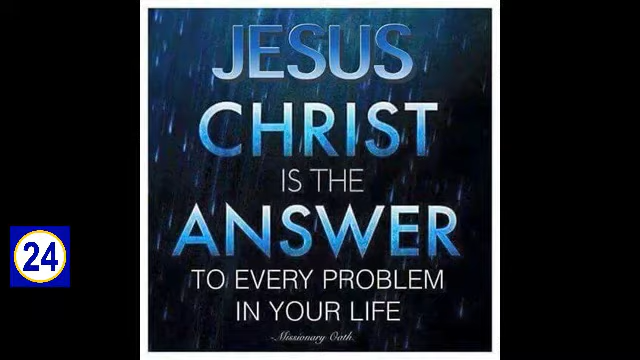 JESUS
CHRIST
IS THE
ANSWER
TO EVERY PROBLEM
IN YOUR LIFE
-Missionary Oath.
24